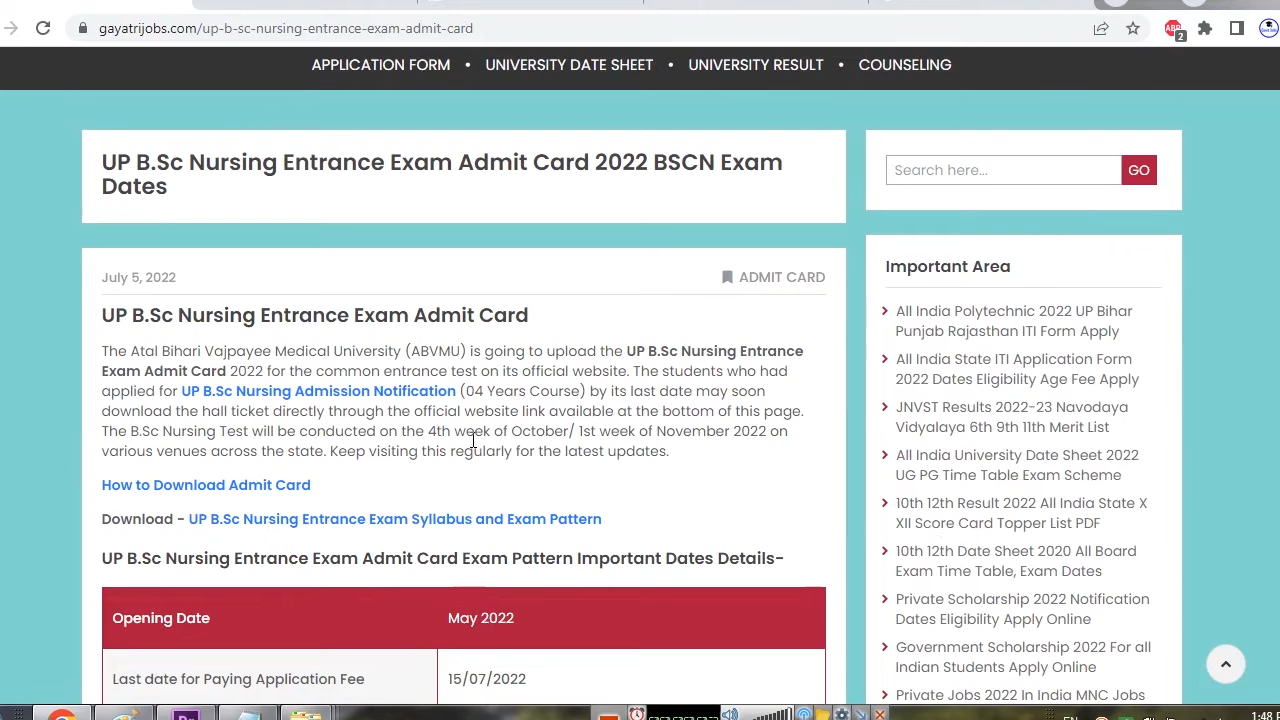 gayatrijobs.com/up-b-sc-nursing-entrance-exam-admit-card
ABP
2
APPLICATION FORM • UNIVERSITY DATE SHEET • UNIVERSITY RESULT • COUNSELING
UP B.Sc Nursing Entrance Exam Admit Card 2022 BSCN Exam
Dates
July 5, 2022
ADMIT CARD
UP B.Sc Nursing Entrance Exam Admit Card
The Atal Bihari Vajpayee Medical University (ABVMU) is going to upload the UP B.Sc Nursing Entrance
Exam Admit Card 2022 for the common entrance test on its official website. The students who had
applied for UP B.Sc Nursing Admission Notification (04 Years Course) by its last date may soon
download the hall ticket directly through the official website link available at the bottom of this page.
The B.Sc Nursing Test will be conducted on the 4th week of October/ 1st week of November 2022 on
various venues across the state. Keep visiting this regularly for the latest updates.
How to Download Admit Card
Download - UP B.Sc Nursing Entrance Exam Syllabus and Exam Pattern
UP B.Sc Nursing Entrance Exam Admit Card Exam Pattern Important Dates Details-
Opening Date
May 2022
Last date for Paying Application Fee
15/07/2022
Search here...
GO
Important Area
All India Polytechnic 2022 UP Bihar
Punjab Rajasthan ITI Form Apply
All India State ITI Application Form
2022 Dates Eligibility Age Fee Apply
JNVST Results 2022-23 Navodaya
Vidyalaya 6th 9th 11th Merit List
All India University Date Sheet 2022
UG PG Time Table Exam Scheme
10th 12th Result 2022 All India State X
XII Score Card Topper List PDF
10th 12th Date Sheet 2020 All Board
Exam Time Table, Exam Dates
Private Scholarship 2022 Notification
Dates Eligibility Apply Online
Government Scholarship 2022 For all
Indian Students Apply Online
Private Jobs 2022 In India MNC Jobs